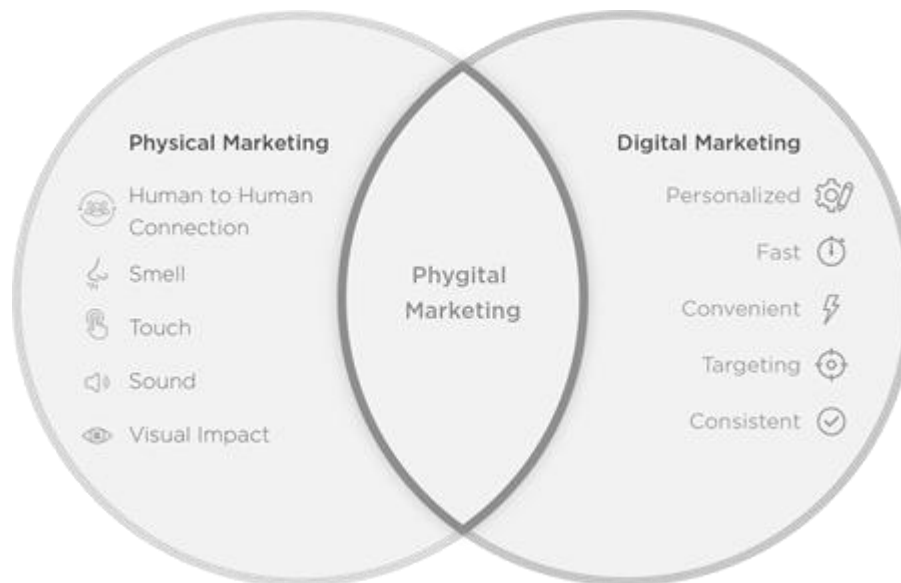 Physical Marketing
Human to Human
Connection
Smell
Touch
Sound
Visual Impact
Phygital
Marketing
Digital Marketing
Personalized
Fast
Convenient
Targeting
Consistent